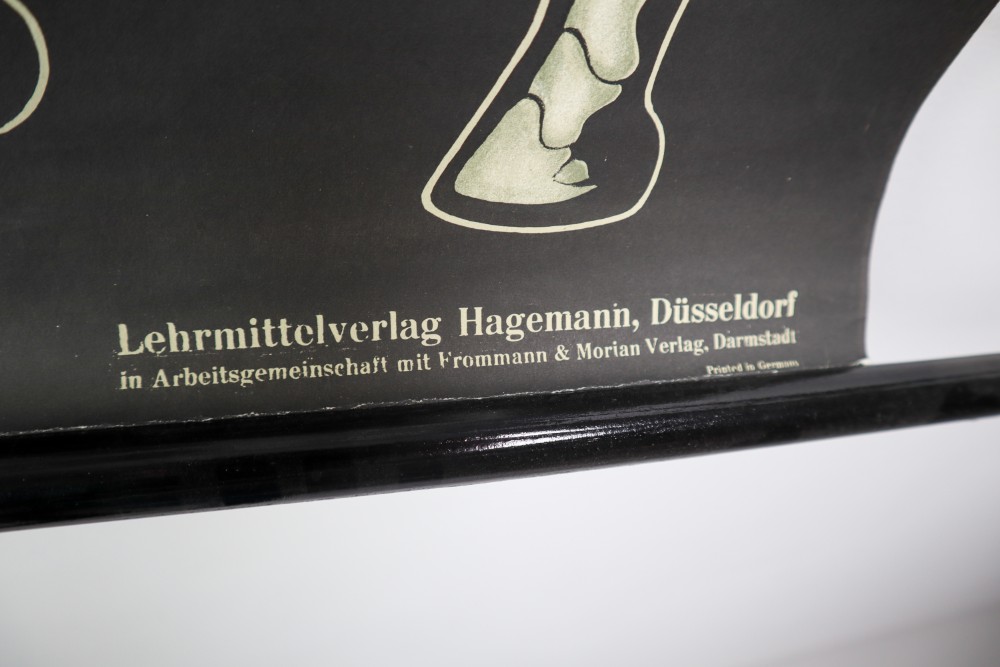 Lehrmittelverlag Hagemann, Düsseldorf
in Arbeitsgemeinschaft mit Frommann & Morian Verlag, Darmstadt
Printed in Germany